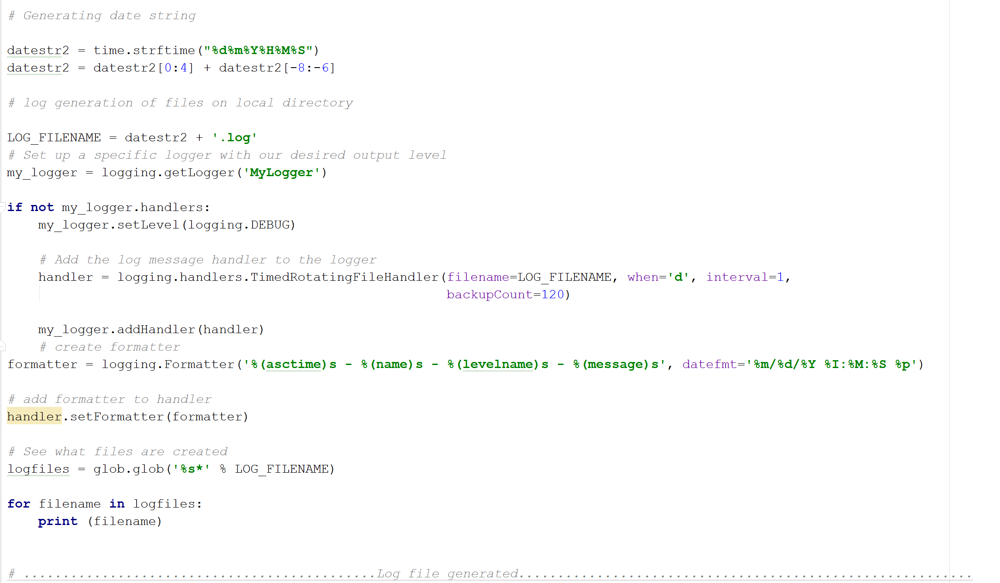 # Generating date string
datestr2 = time.strftime("%d%m%Y%H%M%S")
datestr2 = datestr2[0:4] + datestr2[-8:-6]
# log generation of files on local directory
LOG_FILENAME = datestr2 + '.log'
# Set up a specific logger with our desired output level
my_logger = logging.getLogger('MyLogger')
if not my_logger.handlers:
    my_logger.setLevel(logging.DEBUG)
    # Add the log message handler to the logger
    handler = logging.handlers.TimedRotatingFileHandler(filename=LOG_FILENAME, when='d', interval=1,
                                                        backupCount=120)
    my_logger.addHandler(handler)
    # create formatter
formatter = logging.Formatter('%(asctime)s - %(name)s - %(levelname)s - %(message)s', datefmt='%m/%d/%Y %I:%M:%S %p')
# add formatter to handler
handler.setFormatter(formatter)
# See what files are created
logfiles = glob.glob('%s*' % LOG_FILENAME)
for filename in logfiles:
    print (filename)
# .............................................Log file generated..........................................................